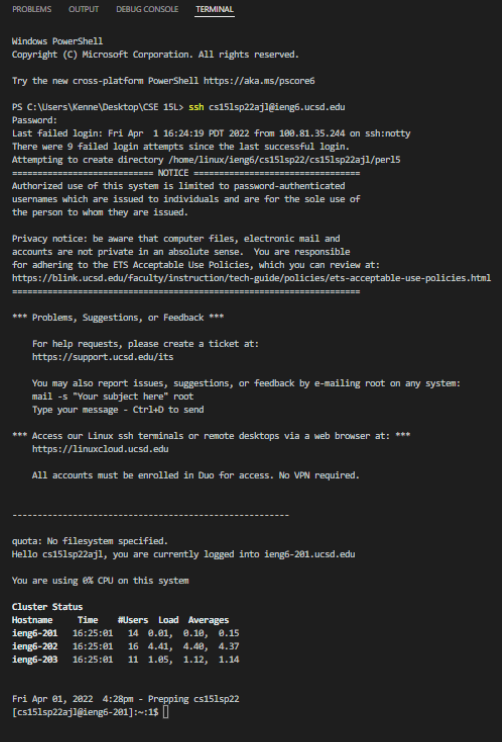 PROBLEMS OUTPUT DEBUG CONSOLE TERMINAL
Windows PowerShell
Copyright (C) Microsoft Corporation. All rights reserved.
Try the new cross-platform PowerShell https://aka.ms/pscore6
PS C:\Users\Kenne\Desktop\CSE 15L> ssh cs15lsp22ajl@ieng6.ucsd.edu
Password:
Last failed login: Fri Apr  1 16:24:19 PDT 2022 from 100.81.35.244 on ssh:notty
There were 9 failed login attempts since the last successful login.
Attempting to create directory /home/linux/ieng6/cs15lsp22/cs15lsp22ajl/perl5
============================ NOTICE =================================
Authorized use of this system is limited to password-authenticated
usernames which are issued to individuals and are for the sole use of
the person to whom they are issued.
Privacy notice: be aware that computer files, electronic mail and
accounts are not private in an absolute sense.  You are responsible
for adhering to the ETS Acceptable Use Policies, which you can review at:
https://blink.ucsd.edu/faculty/instruction/tech-guide/policies/ets-acceptable-use-policies.html
=====================================================================
*** Problems, Suggestions, or Feedback ***
For help requests, please create a ticket at:
https://support.ucsd.edu/its
You may also report issues, suggestions, or feedback by e-mailing root on any system:
mail -s "Your subject here" root
Type your message - Ctrl+D to send
*** Access our Linux ssh terminals or remote desktops via a web browser at: ***
https://linuxcloud.ucsd.edu
All accounts must be enrolled in Duo for access. No VPN required.
-------------------------------------------------------
quota: No filesystem specified.
Hello cs15lsp22ajl, you are currently logged into ieng6-201.ucsd.edu
You are using 0% CPU on this system
Cluster Status
Hostname     Time    #Users  Load  Averages
ieng6-201   16:25:01   14  0.01,  0.10,  0.15
ieng6-202   16:25:01   16  4.41,  4.40,  4.37
ieng6-203   16:25:01   11  1.05,  1.12,  1.14
Fri Apr 01, 2022  4:28pm - Prepping cs15lsp22
[cs15lsp22ajl@ieng6-201]:~:1$